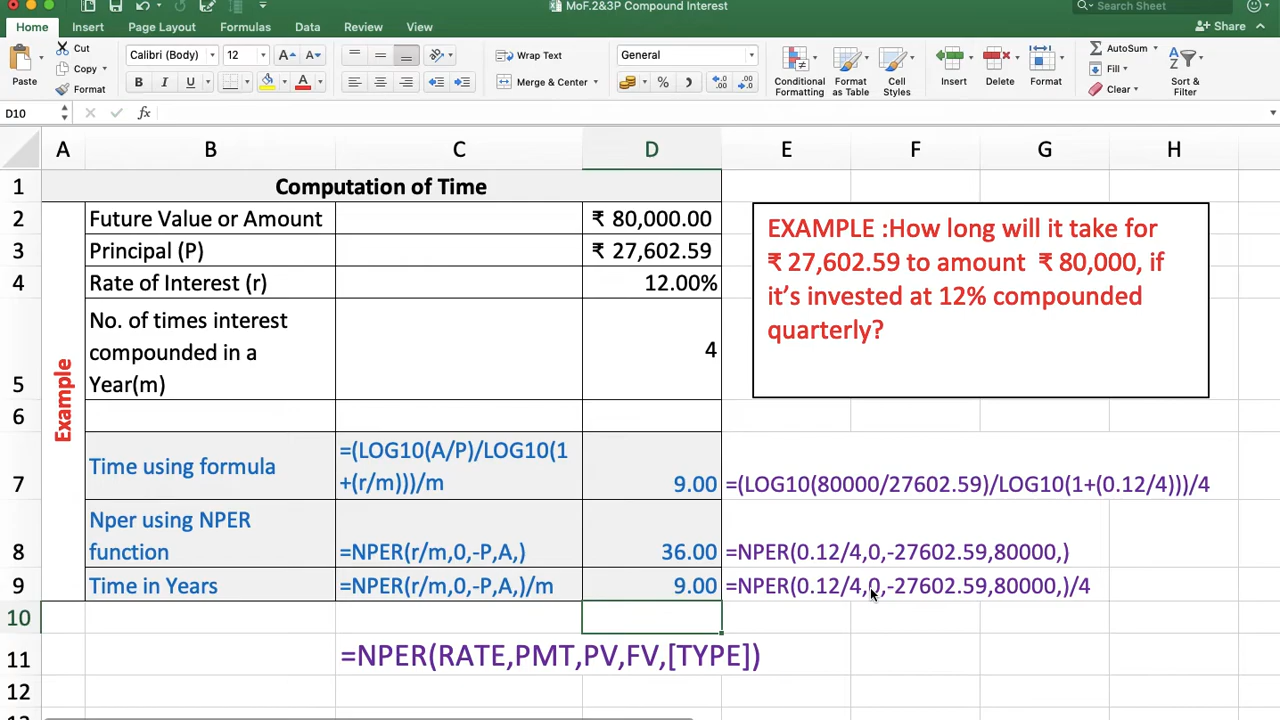 MoF.2&3P Compound Interest
Search Sheet
Home Insert Page Layout Formulas Data Review View
Share
Paste
Cut
Copy
Format
Calibri (Body) 12 A A
B I U A
Wrap Text
Merge & Center
General
%
Conditional Formatting
Format as Table
Cell Styles
Insert
Delete
Format
AutoSum
Fill
Clear
Sort & Filter
D10 fx
A B C D E F G H
1 Computation of Time
2 Future Value or Amount ₹ 80,000.00
3 Principal (P) ₹ 27,602.59
4 Rate of Interest (r) 12.00%
No. of times interest
compounded in a 4
5 Year(m)
6
Example
EXAMPLE :How long will it take for
₹ 27,602.59 to amount ₹ 80,000, if
it's invested at 12% compounded
quarterly?
Time using formula
=(LOG10(A/P)/LOG10(1
+(r/m)))/m
7 9.00 =(LOG10(80000/27602.59)/LOG10(1+(0.12/4)))/4
Nper using NPER
8 function =NPER(r/m,0,-P,A,) 36.00 =NPER(0.12/4,0,-27602.59,80000,)
9 Time in Years =NPER(r/m,0,-P,A,)/m 9.00 =NPER(0.12/4,0,-27602.59,80000,)/4
10
11 =NPER(RATE,PMT,PV,FV,[TYPE])
12